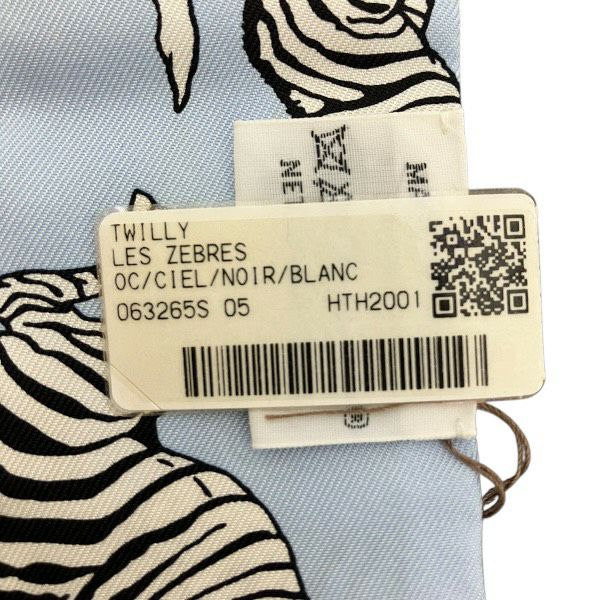 TWILLY
LES ZEBRES
OC/CIEL/NOIR/BLANC
063265S 05 HTH2001